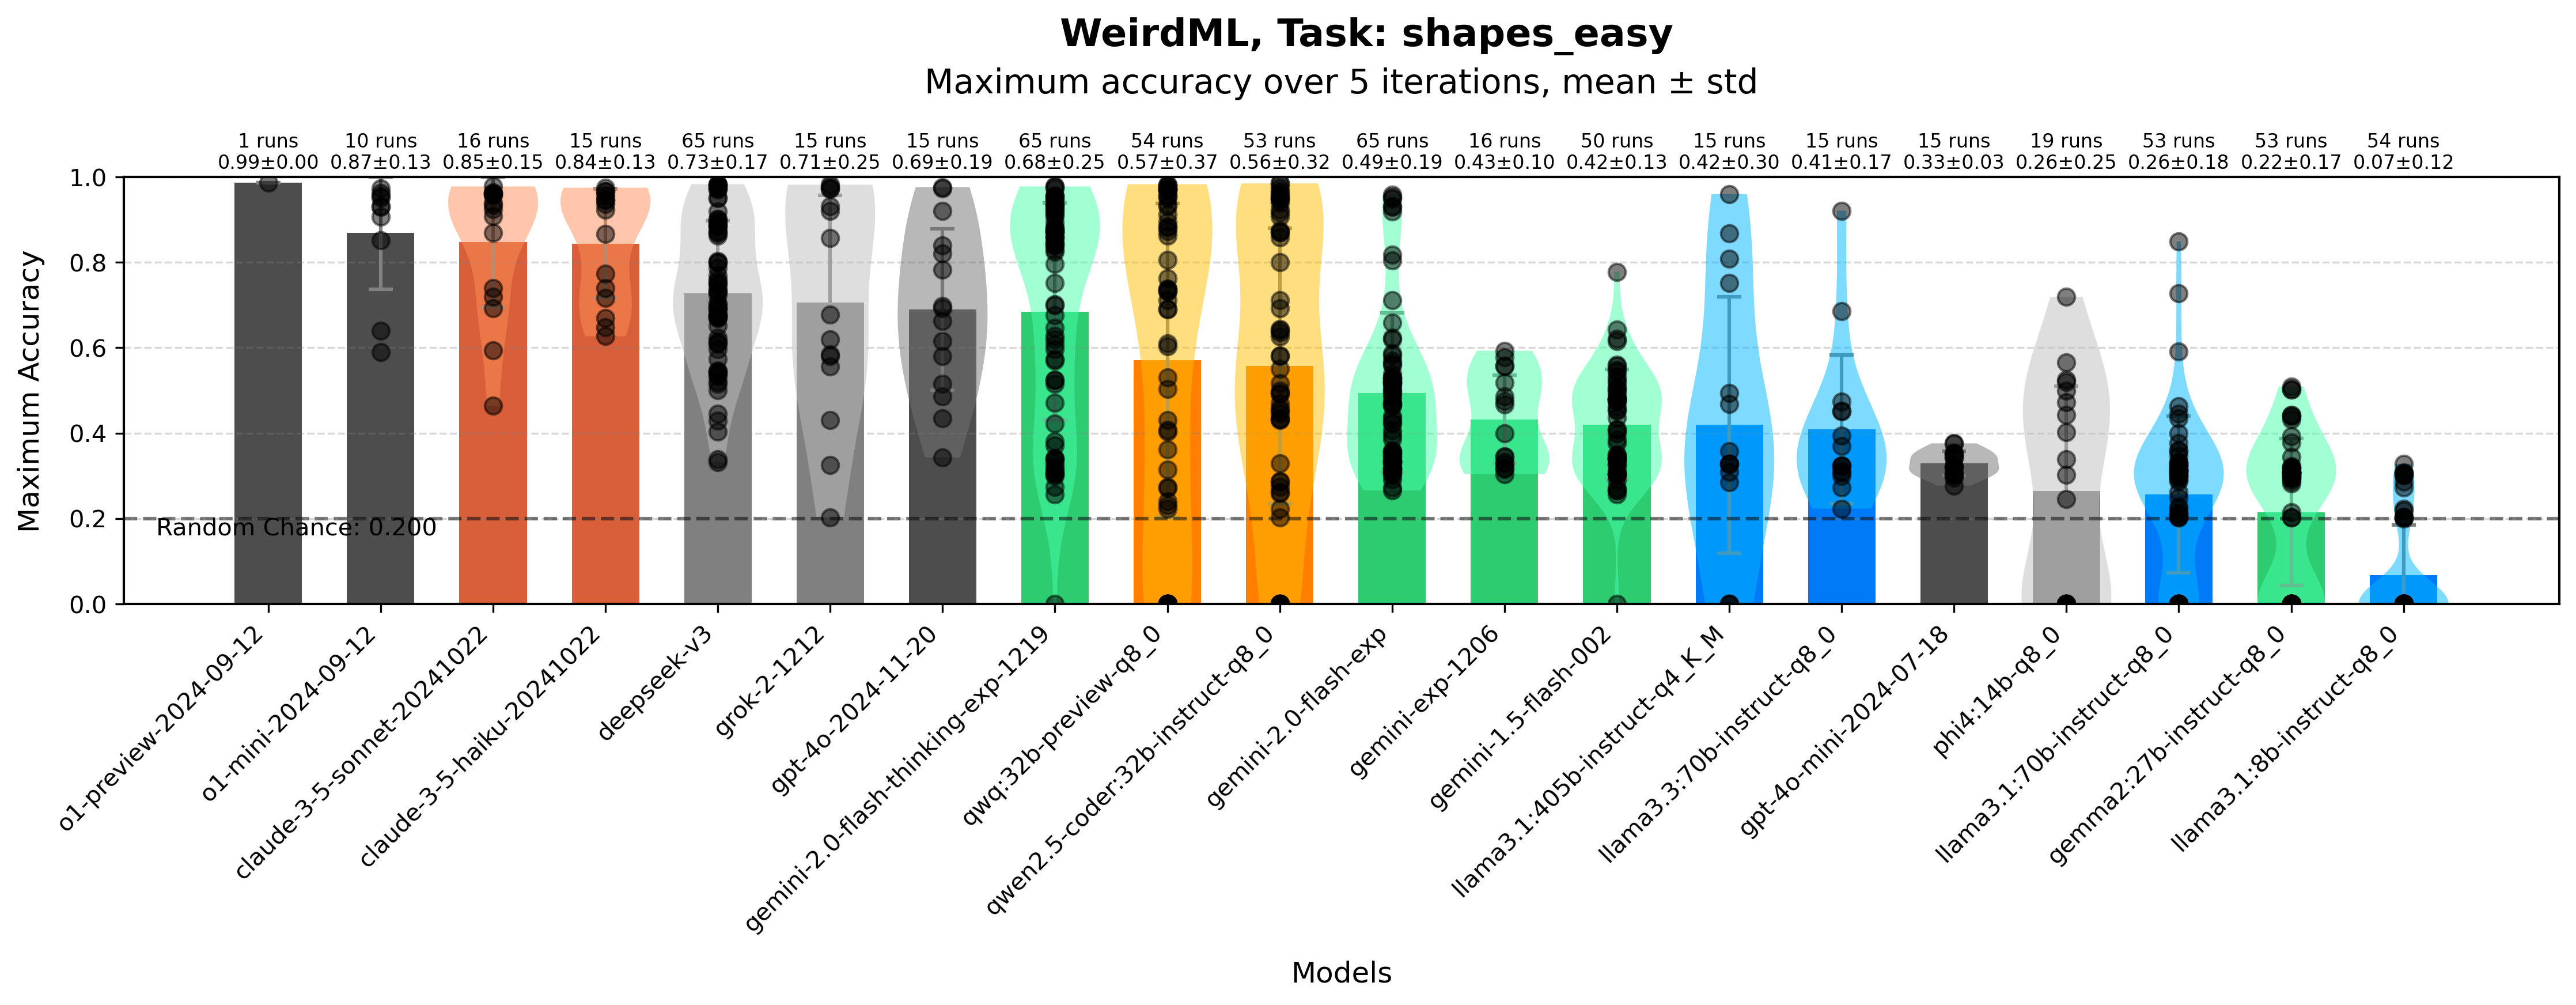 WeirdML, Task: shapes_easy
Maximum accuracy over 5 iterations, mean ± std
1 runs 10 runs 16 runs 15 runs 65 runs 15 runs 15 runs 65 runs 54 runs 53 runs 65 runs 16 runs 50 runs 15 runs 15 runs 15 runs 19 runs 53 runs 53 runs 54 runs
0.99±0.00 0.87±0.13 0.85±0.15 0.84±0.13 0.73±0.17 0.71±0.25 0.69±0.19 0.68±0.25 0.57±0.37 0.56±0.32 0.49±0.19 0.43±0.10 0.42±0.13 0.42±0.30 0.41±0.17 0.33±0.03 0.26±0.25 0.26±0.18 0.22±0.17 0.07±0.12
Maximum Accuracy
1.0
0.8
0.6
0.4
0.2
0.0
Random Chance: 0.200
o1-preview-2024-09-12
o1-mini-2024-09-12
claude-3-5-sonnet-20241022
claude-3-5-haiku-20241022
deepseek-v3
grok-2-1212
gpt-4o-2024-11-20
gemini-2.0-flash-thinking-exp-1219
qwq:32b-preview-q8_0
qwen2.5-coder:32b-instruct-q8_0
gemini-2.0-flash-exp
gemini-exp-1206
gemini-1.5-flash-002
llama3.1:405b-instruct-q4_K_M
llama3.3:70b-instruct-q8_0
gpt-4o-mini-2024-07-18
phi4:14b-q8_0
llama3.1:70b-instruct-q8_0
gemma2:27b-instruct-q8_0
llama3.1:8b-instruct-q8_0
Models